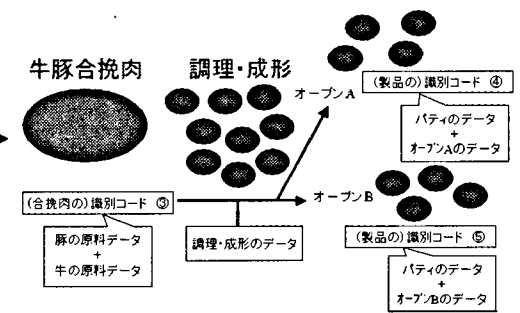 牛豚合挽肉
調理・成形
オーブンA
(製品の)識別コード ④
パティのデータ
+
オーブンAのデータ
(合挽肉の)識別コード ③
豚の原料データ
+
牛の原料データ
調理・成形のデータ
オーブンB
(製品の)識別コード ⑤
パティのデータ
+
オーブンBのデータ